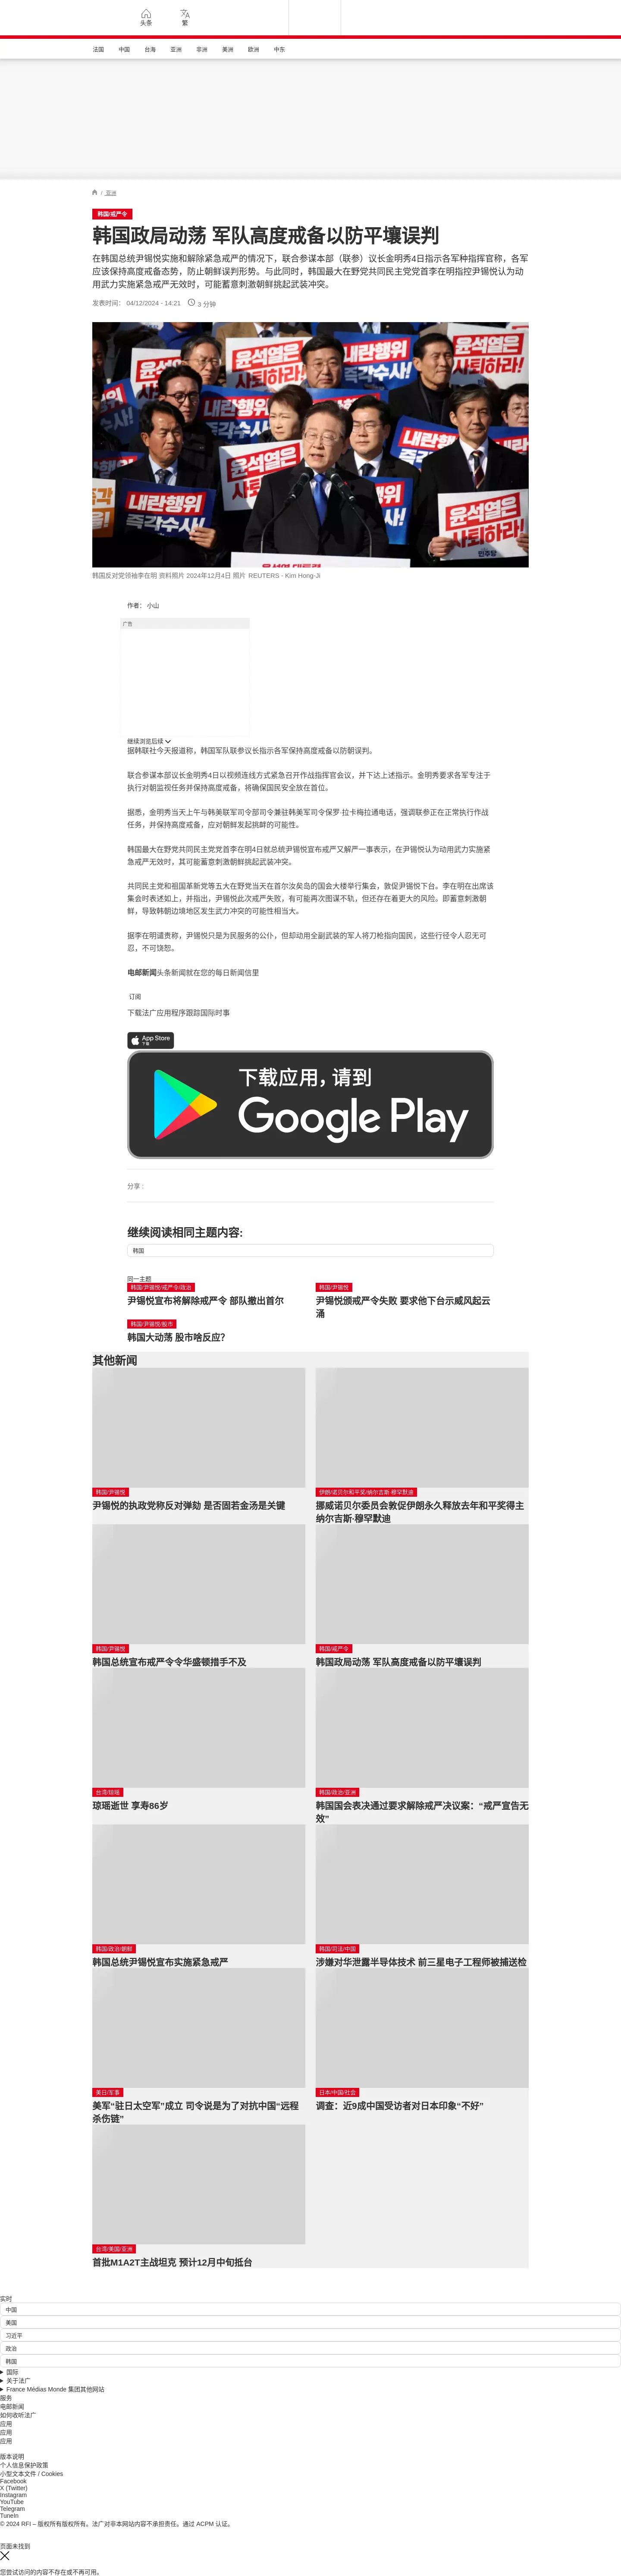 头条
繁
法国 中国 台海 亚洲 非洲 美洲 欧洲 中东
/ 亚洲
韩国/戒严令
韩国政局动荡 军队高度戒备以防平壤误判
在韩国总统尹锡悦实施和解除紧急戒严的情况下，联合参谋本部（联参）议长金明秀4日指示各军种指挥官称，各军
应该保持高度戒备态势，防止朝鲜误判形势。与此同时，韩国最大在野党共同民主党党首李在明指控尹锡悦认为动
用武力实施紧急戒严无效时，可能蓄意刺激朝鲜挑起武装冲突。
发表时间： 04/12/2024 - 14:21 3 分钟
윤석열은 사퇴하라!
내란행위 즉각수사!
韩国反对党领袖李在明 资料照片 2024年12月4日 照片 REUTERS - Kim Hong-Ji
作者： 小山
广告
继续浏览后续
据韩联社今天报道称，韩国军队联参议长指示各军保持高度戒备以防朝误判。
联合参谋本部议长金明秀4日以视频连线方式紧急召开作战指挥官会议，并下达上述指示。金明秀要求各军专注于
执行对朝监视任务并保持高度戒备，将确保国民安全放在首位。
据悉，金明秀当天上午与韩美联军司令部司令兼驻韩美军司令保罗·拉卡梅拉通电话，强调联参正在正常执行作战
任务，并保持高度戒备，应对朝鲜发起挑衅的可能性。
韩国最大在野党共同民主党党首李在明4日就总统尹锡悦宣布戒严又解严一事表示，在尹锡悦认为动用武力实施紧
急戒严无效时，其可能蓄意刺激朝鲜挑起武装冲突。
共同民主党和祖国革新党等五大在野党当天在首尔汝矣岛的国会大楼举行集会，敦促尹锡悦下台。李在明在出席该
集会时表述如上，并指出，尹锡悦此次戒严失败，有可能再次图谋不轨，但还存在着更大的风险。即蓄意刺激朝
鲜，导致韩朝边境地区发生武力冲突的可能性相当大。
据李在明谴责称，尹锡悦只是为民服务的公仆，但却动用全副武装的军人将刀枪指向国民，这些行径令人忍无可
忍，不可饶恕。
电邮新闻头条新闻就在您的每日新闻信里
订阅
下载法广应用程序跟踪国际时事
App Store
下载
下载应用，请到
Google Play
分享 :
继续阅读相同主题内容:
韩国
同一主题
韩国/尹锡悦/戒严令/政治
尹锡悦宣布将解除戒严令 部队撤出首尔
韩国/尹锡悦
尹锡悦颁戒严令失败 要求他下台示威风起云
涌
韩国/尹锡悦/股市
韩国大动荡 股市啥反应?
其他新闻
韩国/尹锡悦
尹锡悦的执政党称反对弹劾 是否固若金汤是关键
伊朗/诺贝尔和平奖/纳尔吉斯·穆罕默迪
挪威诺贝尔委员会敦促伊朗永久释放去年和平奖得主
纳尔吉斯·穆罕默迪
韩国/尹锡悦
韩国总统宣布戒严令令华盛顿措手不及
韩国/戒严令
韩国政局动荡 军队高度戒备以防平壤误判
台湾/琼瑶
琼瑶逝世 享寿86岁
韩国/政治/亚洲
韩国国会表决通过要求解除戒严决议案：“戒严宣告无
效”
韩国/政治/朝鲜
韩国总统尹锡悦宣布实施紧急戒严
韩国/司法/中国
涉嫌对华泄露半导体技术 前三星电子工程师被捕送检
美日/军事
美军“驻日太空军”成立 司令说是为了对抗中国“远程
杀伤链”
日本/中国/社会
调查：近9成中国受访者对日本印象“不好”
台湾/美国/亚洲
首批M1A2T主战坦克 预计12月中旬抵台
实时
中国
美国
习近平
政治
韩国
国际
关于法广
France Médias Monde 集团其他网站
服务
电邮新闻
如何收听法广
应用
应用
应用
版本说明
个人信息保护政策
小型文本文件 / Cookies
Facebook
X (Twitter)
Instagram
YouTube
Telegram
TuneIn
© 2024 RFI – 版权所有版权所有。法广对非本网站内容不承担责任。通过 ACPM 认证。
页面未找到
您尝试访问的内容不存在或不再可用。